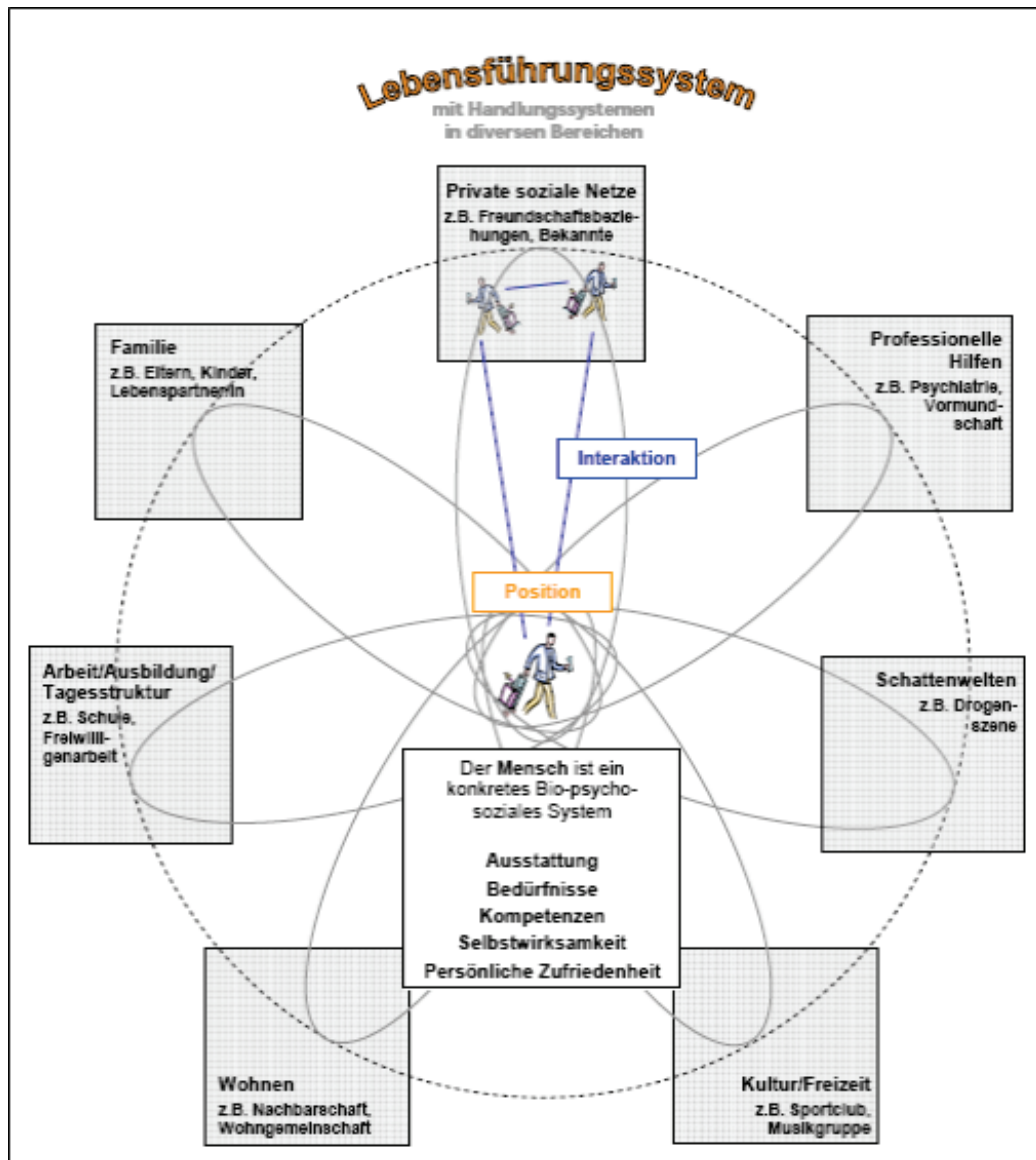 Lebensführungssystem
mit Handlungssystemen
in diversen Bereichen
Private soziale Netze
z.B. Freundschaftsbezie-
hungen, Bekannte
Familie
z.B. Eltern, Kinder,
Lebenspartner/in
Professionelle
Hilfen
z.B. Psychiatrie,
Vormund-
schaft
Interaktion
Position
Arbeit/Ausbildung/
Tagesstruktur
z.B. Schule,
Freiwilli-
genarbeit
Schattenwelten
z.B. Drogen-
szene
Der Mensch ist ein
konkretes Bio-psycho-
soziales System
Ausstattung
Bedürfnisse
Kompetenzen
Selbstwirksamkeit
Persönliche Zufriedenheit
Wohnen
z.B. Nachbarschaft,
Wohngemeinschaft
Kultur/Freizeit
z.B. Sportclub,
Musikgruppe